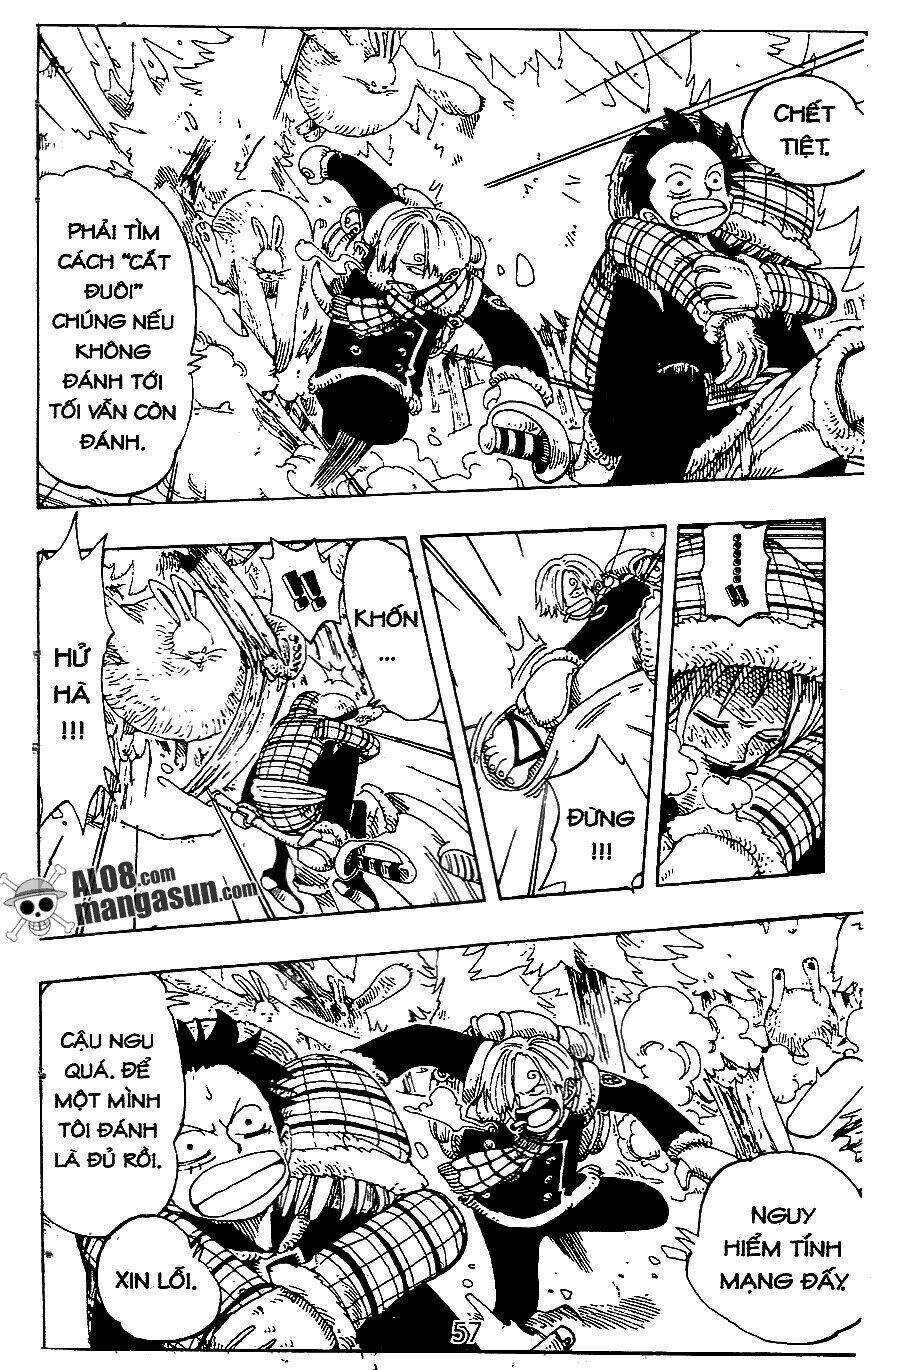 CHẾT
TIỆT.
PHẢI TÌM
CÁCH "CẮT
ĐUÔI"
CHÚNG NẾU
KHÔNG
ĐÁNH TỚI
TỐI VẪN CÒN
ĐÁNH.
........!!
ĐỪNG
!!!
KHỐN
...
!!
HỬ
HÀ
!!!
AL08.com
mangasun.com
CẬU NGU
QUÁ. ĐỂ
MỘT MÌNH
TÔI ĐÁNH
LÀ ĐỦ RỒI.
XIN LỖI.
NGUY
HIỂM TÍNH
MẠNG ĐẤY.
57